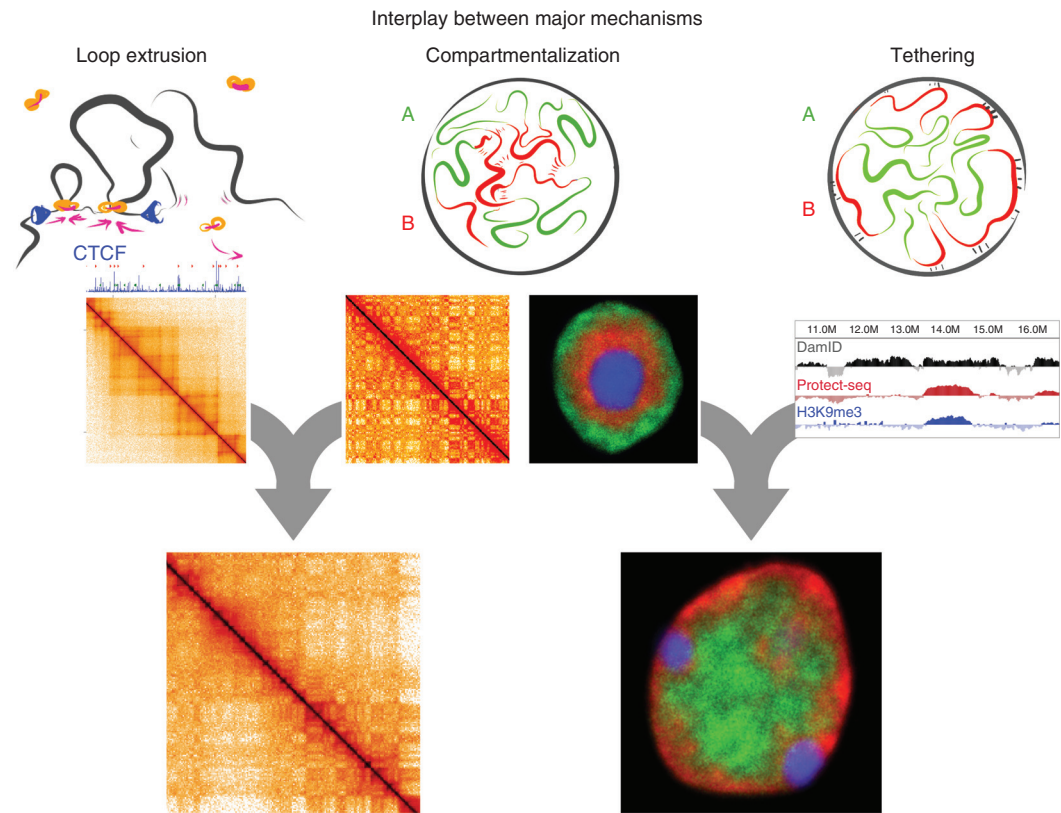 Interplay between major mechanisms
Loop extrusion
Compartmentalization
Tethering
A
B
A
B
CTCF
11.0M 12.0M 13.0M 14.0M 15.0M 16.0M
DamID
Protect-seq
H3K9me3